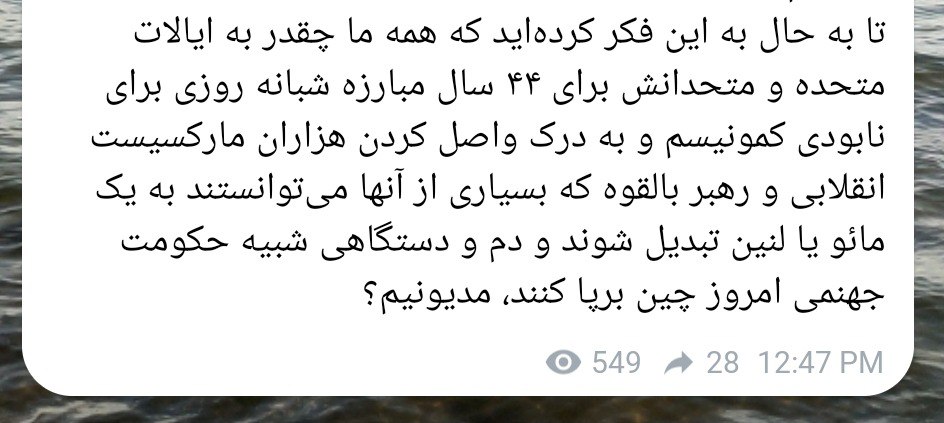 تا به حال به این فکر کرده‌اید که همه ما چقدر به ایالات
متحده و متحدانش برای ۴۴ سال مبارزه شبانه روزی برای
نابودی کمونیسم و به درک واصل کردن هزاران مارکسیست
انقلابی و رهبر بالقوه که بسیاری از آنها می‌توانستند به یک
مائو یا لنین تبدیل شوند و دم و دستگاهی شبیه حکومت
جهنمی امروز چین برپا کنند، مدیونیم؟
549 28 12:47 PM